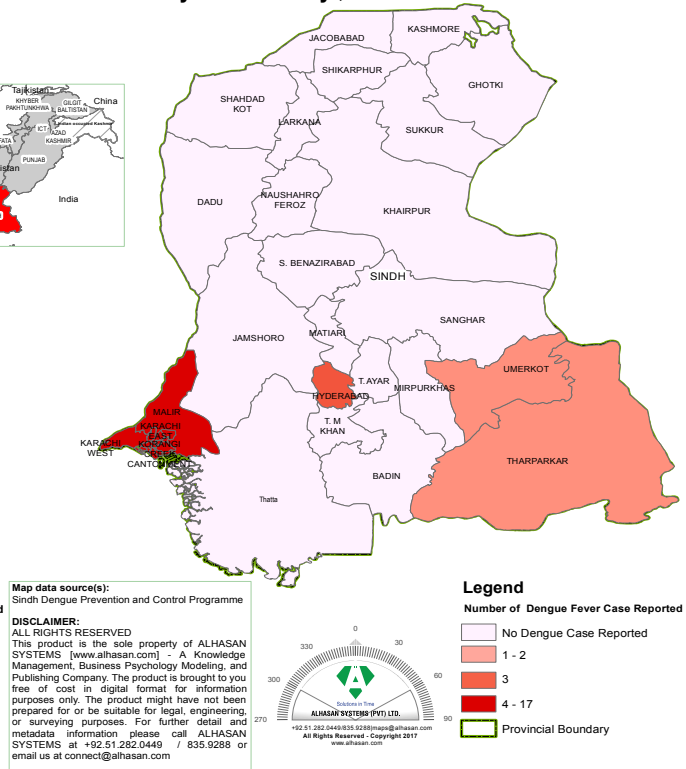 JACOBABAD
KASHMORE
SHIKARPHUR
GHOTKI
SHAHDAD
KOT
LARKANA
SUKKUR
DADU
NAUSHAHRO
FEROZ
KHAIRPUR
S. BENAZIRABAD
SINDH
SANGHAR
JAMSHORO
MATIARI
UMERKOT
T.AYAR
MIRPURKHAS
HYDERABAD
MALIR
KARACHI
EAST
KARACHI
WEST
KORANGI
CREEK
CANTONMENT
T. M
KHAN
THARPARKAR
BADIN
Thatta
Tajikistan
KHYBER
PAKHTUNKHWA
GILGIT
BALTISTAN
China
Indian occupied Kashmir
ICT
AZAD
KASHMIR
FATA
PUNJAB
istan
India
Map data source(s):
Sindh Dengue Prevention and Control Programme
DISCLAIMER:
ALL RIGHTS RESERVED
This product is the sole property of ALHASAN
SYSTEMS [www.alhasan.com] - A Knowledge
Management, Business Psychology Modeling, and
Publishing Company. The product is brought to you
free of cost in digital format for information
purposes only. The product might have not been
prepared for or be suitable for legal, engineering,
or surveying purposes. For further detail and
metadata information please call ALHASAN
SYSTEMS at +92.51.282.0449 / 835.9288 or
email us at connect@alhasan.com
270
300
330
0
30
60
90
A
Solutions in Time
ALHASAN SYSTEMS (PVT) LTD.
+92.51.282.0449/835.9288|maps@alhasan.com
All Rights Reserved - Copyright 2017
www.alhasan.com
Legend
Number of Dengue Fever Case Reported
No Dengue Case Reported
1 - 2
3
4 - 17
Provincial Boundary